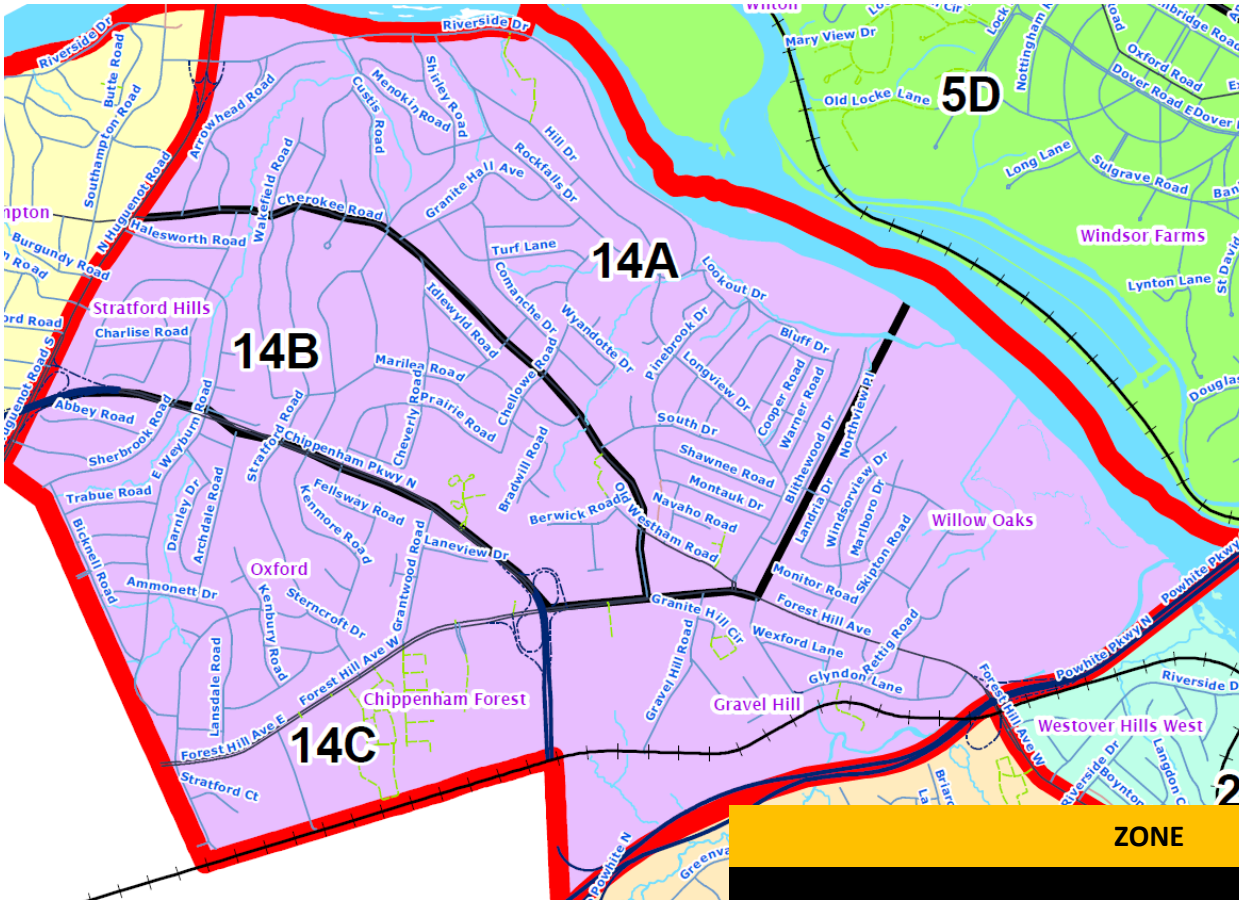 Riverside Dr
Riverside Dr
Wilton
Mary View Dr
Nottingham
Oxford Road
Dover Road E
Dover
5D
Old Locke Lane
Long Lane
Sulgrave Road
Windsor Farms
Lynton Lane
St David
Douglas
Butte Road
Southampton Road
Arrowhead Road
N Huguenot Road
Custis Road
Menokin Road
Shirley Road
Hill Dr
Rockfalls Dr
Granite Hall Ave
Wakefield Road
Cherokee Road
Halesworth Road
Burgundy Road
Turf Lane
14A
Lookout Dr
Stratford Hills
Charlise Road
14B
Comanche Dr
Idlewyld Road
Wyandotte Dr
Pinebrook Dr
Bluff Dr
Longview Dr
Cooper Road
Warner Road
Northview Pl
Marilea Road
Chellowe Road
Prairie Road
Cheverly Road
Abbey Road
Sherbrook Road
E Weyburn Road
Stratford Road
Chippenham Pkwy N
South Dr
Shawnee Road
Blithewood Dr
Bradwill Road
Berwick Road
Montauk Dr
Navaho Road
Old Westham Road
Landria Dr
Windsorview Dr
Marlboro Dr
Skipton Road
Willow Oaks
Trabue Road
Darnley Dr
Archdale Road
Fellsway Road
Kenmore Road
Laneview Dr
Bicknell Road
Oxford
Ammonett Dr
Kenbury Road
Sterncroft Dr
Grantwood Road
Monitor Road
Forest Hill Ave
Granite Hill Cir
Wexford Lane
Rettig Road
Glyndon Lane
Powhite Pkwy
Powhite Pkwy N
Lansdale Road
Forest Hill Ave W
Chippenham Forest
Gravel Hill Road
Gravel Hill
Forest Hill Ave W
Riverside D
Westover Hills West
Forest Hill Ave E
14C
Stratford Ct
Riverside Dr
Boynton
Langdon C
2
Powhite N
Greenva
ZONE